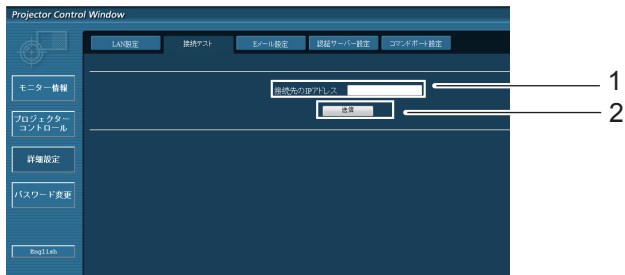 Projector Control Window
LAN設定 接続テスト Eメール設定 認証サーバー設定 コマンドポート設定
接続先のIPアドレス 1
送信 2
モニター情報
プロジェクター
コントロール
詳細設定
パスワード変更
English